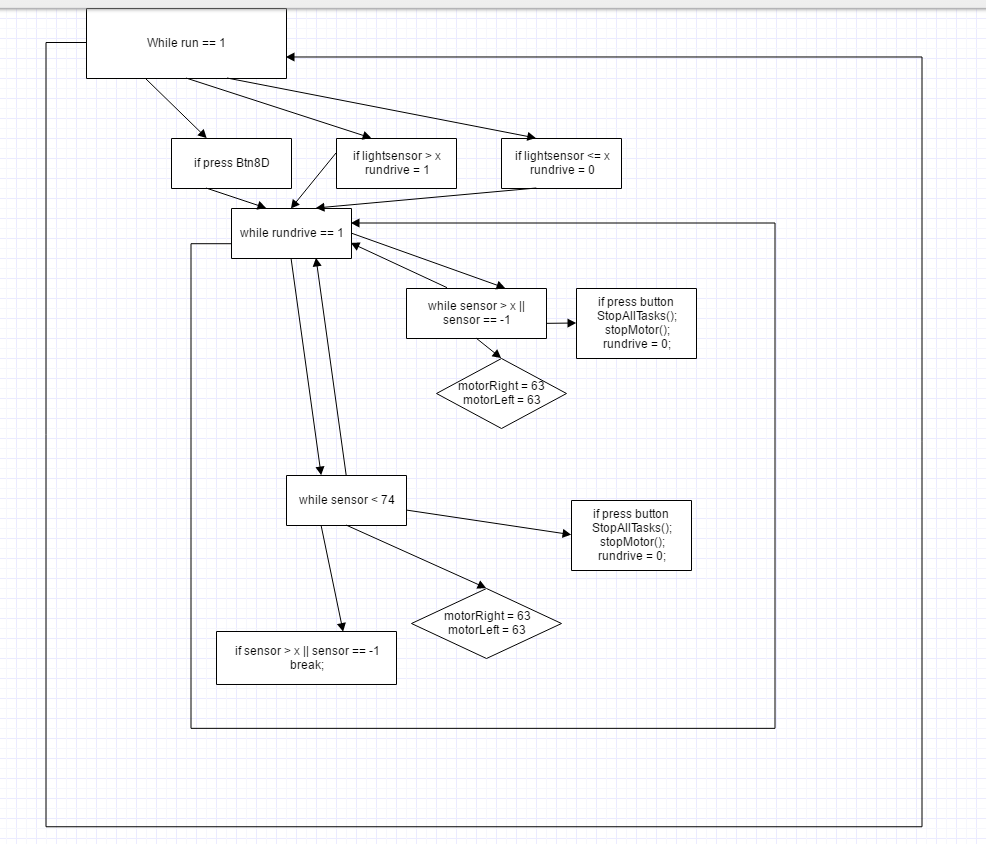 While run == 1
if press Btn8D
if lightsensor > x
rundrive = 1
if lightsensor <= x
rundrive = 0
while rundrive == 1
while sensor > x ||
sensor == -1
if press button
StopAllTasks();
stopMotor();
rundrive = 0;
motorRight = 63
motorLeft = 63
while sensor < 74
if press button
StopAllTasks();
stopMotor();
rundrive = 0;
motorRight = 63
motorLeft = 63
if sensor > x || sensor == -1
break;